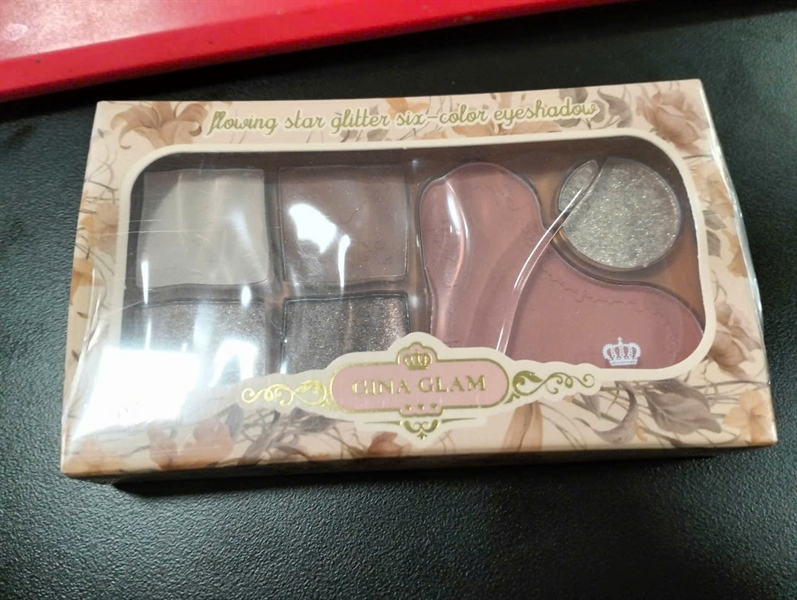 flowing star glitter six-color eyeshadow
GINA GLAM